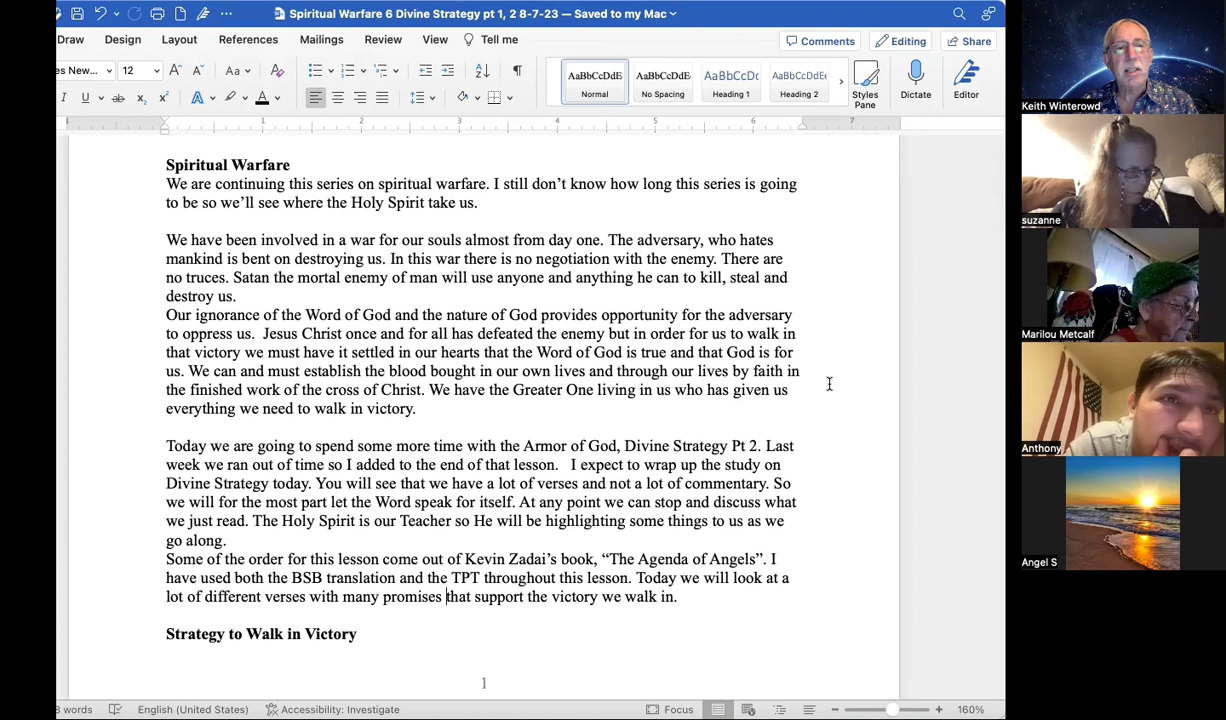 Spiritual Warfare 6 Divine Strategy pt 1, 2 8-7-23 — Saved to my Mac
Draw Design Layout References Mailings Review View Tell me
Comments Editing Share
es New... 12 Aa
AaBbCcDdE AaBbCcDdE AaBbCcDc AaBbCcDdE
Normal No Spacing Heading 1 Heading 2
Styles Pane Dictate Editor
1 1 2 3 4 5 6 7
Spiritual Warfare
We are continuing this series on spiritual warfare. I still don't know how long this series is going
to be so we'll see where the Holy Spirit take us.
We have been involved in a war for our souls almost from day one. The adversary, who hates
mankind is bent on destroying us. In this war there is no negotiation with the enemy. There are
no truces. Satan the mortal enemy of man will use anyone and anything he can to kill, steal and
destroy us.
Our ignorance of the Word of God and the nature of God provides opportunity for the adversary
to oppress us. Jesus Christ once and for all has defeated the enemy but in order for us to walk in
that victory we must have it settled in our hearts that the Word of God is true and that God is for
us. We can and must establish the blood bought in our own lives and through our lives by faith in
the finished work of the cross of Christ. We have the Greater One living in us who has given us
everything we need to walk in victory.
Today we are going to spend some more time with the Armor of God, Divine Strategy Pt 2. Last
week we ran out of time so I added to the end of that lesson. I expect to wrap up the study on
Divine Strategy today. You will see that we have a lot of verses and not a lot of commentary. So
we will for the most part let the Word speak for itself. At any point we can stop and discuss what
we just read. The Holy Spirit is our Teacher so He will be highlighting some things to us as we
go along.
Some of the order for this lesson come out of Kevin Zadai's book, “The Agenda of Angels”. I
have used both the BSB translation and the TPT throughout this lesson. Today we will look at a
lot of different verses with many promises that support the victory we walk in.
Strategy to Walk in Victory
1
words English (United States) Accessibility: Investigate Focus 160%
Keith Winterowd
suzanne
Marilou Metcalf
Anthony
Angel S